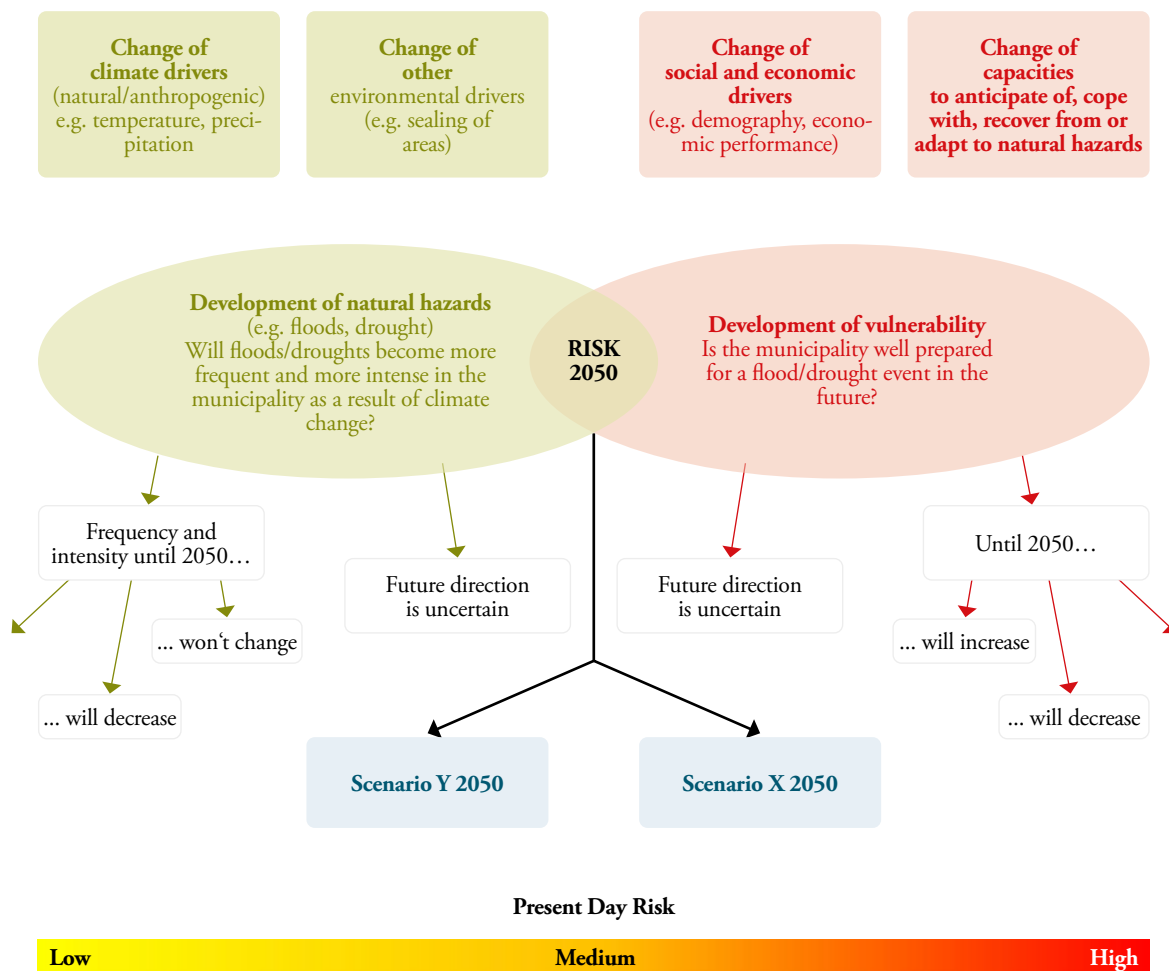 Change of
climate drivers
(natural/anthropogenic)
e.g. temperature, preci-
pitation
Change of
other
environmental drivers
(e.g. sealing of
areas)
Change of
social and economic
drivers
(e.g. demography, econo-
mic performance)
Change of
capacities
to anticipate of, cope
with, recover from or
adapt to natural hazards
Development of natural hazards
(e.g. floods, drought)
Will floods/droughts become more
frequent and more intense in the
municipality as a result of climate
change?
RISK
2050
Development of vulnerability
Is the municipality well prepared
for a flood/drought event in the
future?
Frequency and
intensity until 2050…
Future direction
is uncertain
Future direction
is uncertain
Until 2050…
... won‘t change
... will increase
... will decrease
... will decrease
Scenario Y 2050
Scenario X 2050
Present Day Risk
Low
Medium
High